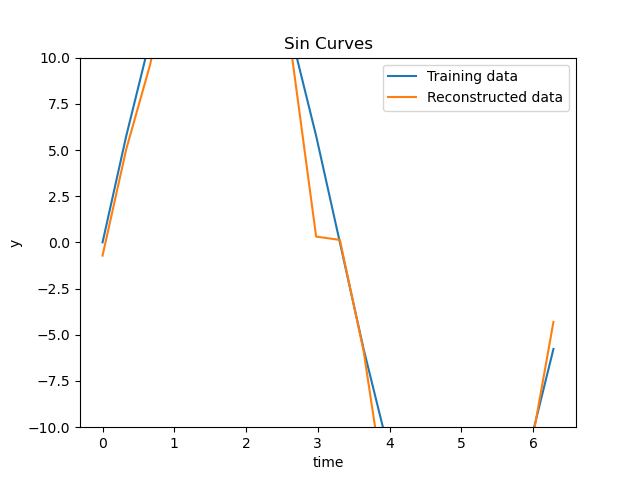 Sin Curves
Training data
Reconstructed data
y
10.0
7.5
5.0
2.5
0.0
−2.5
−5.0
−7.5
−10.0
0 1 2 3 4 5 6
time